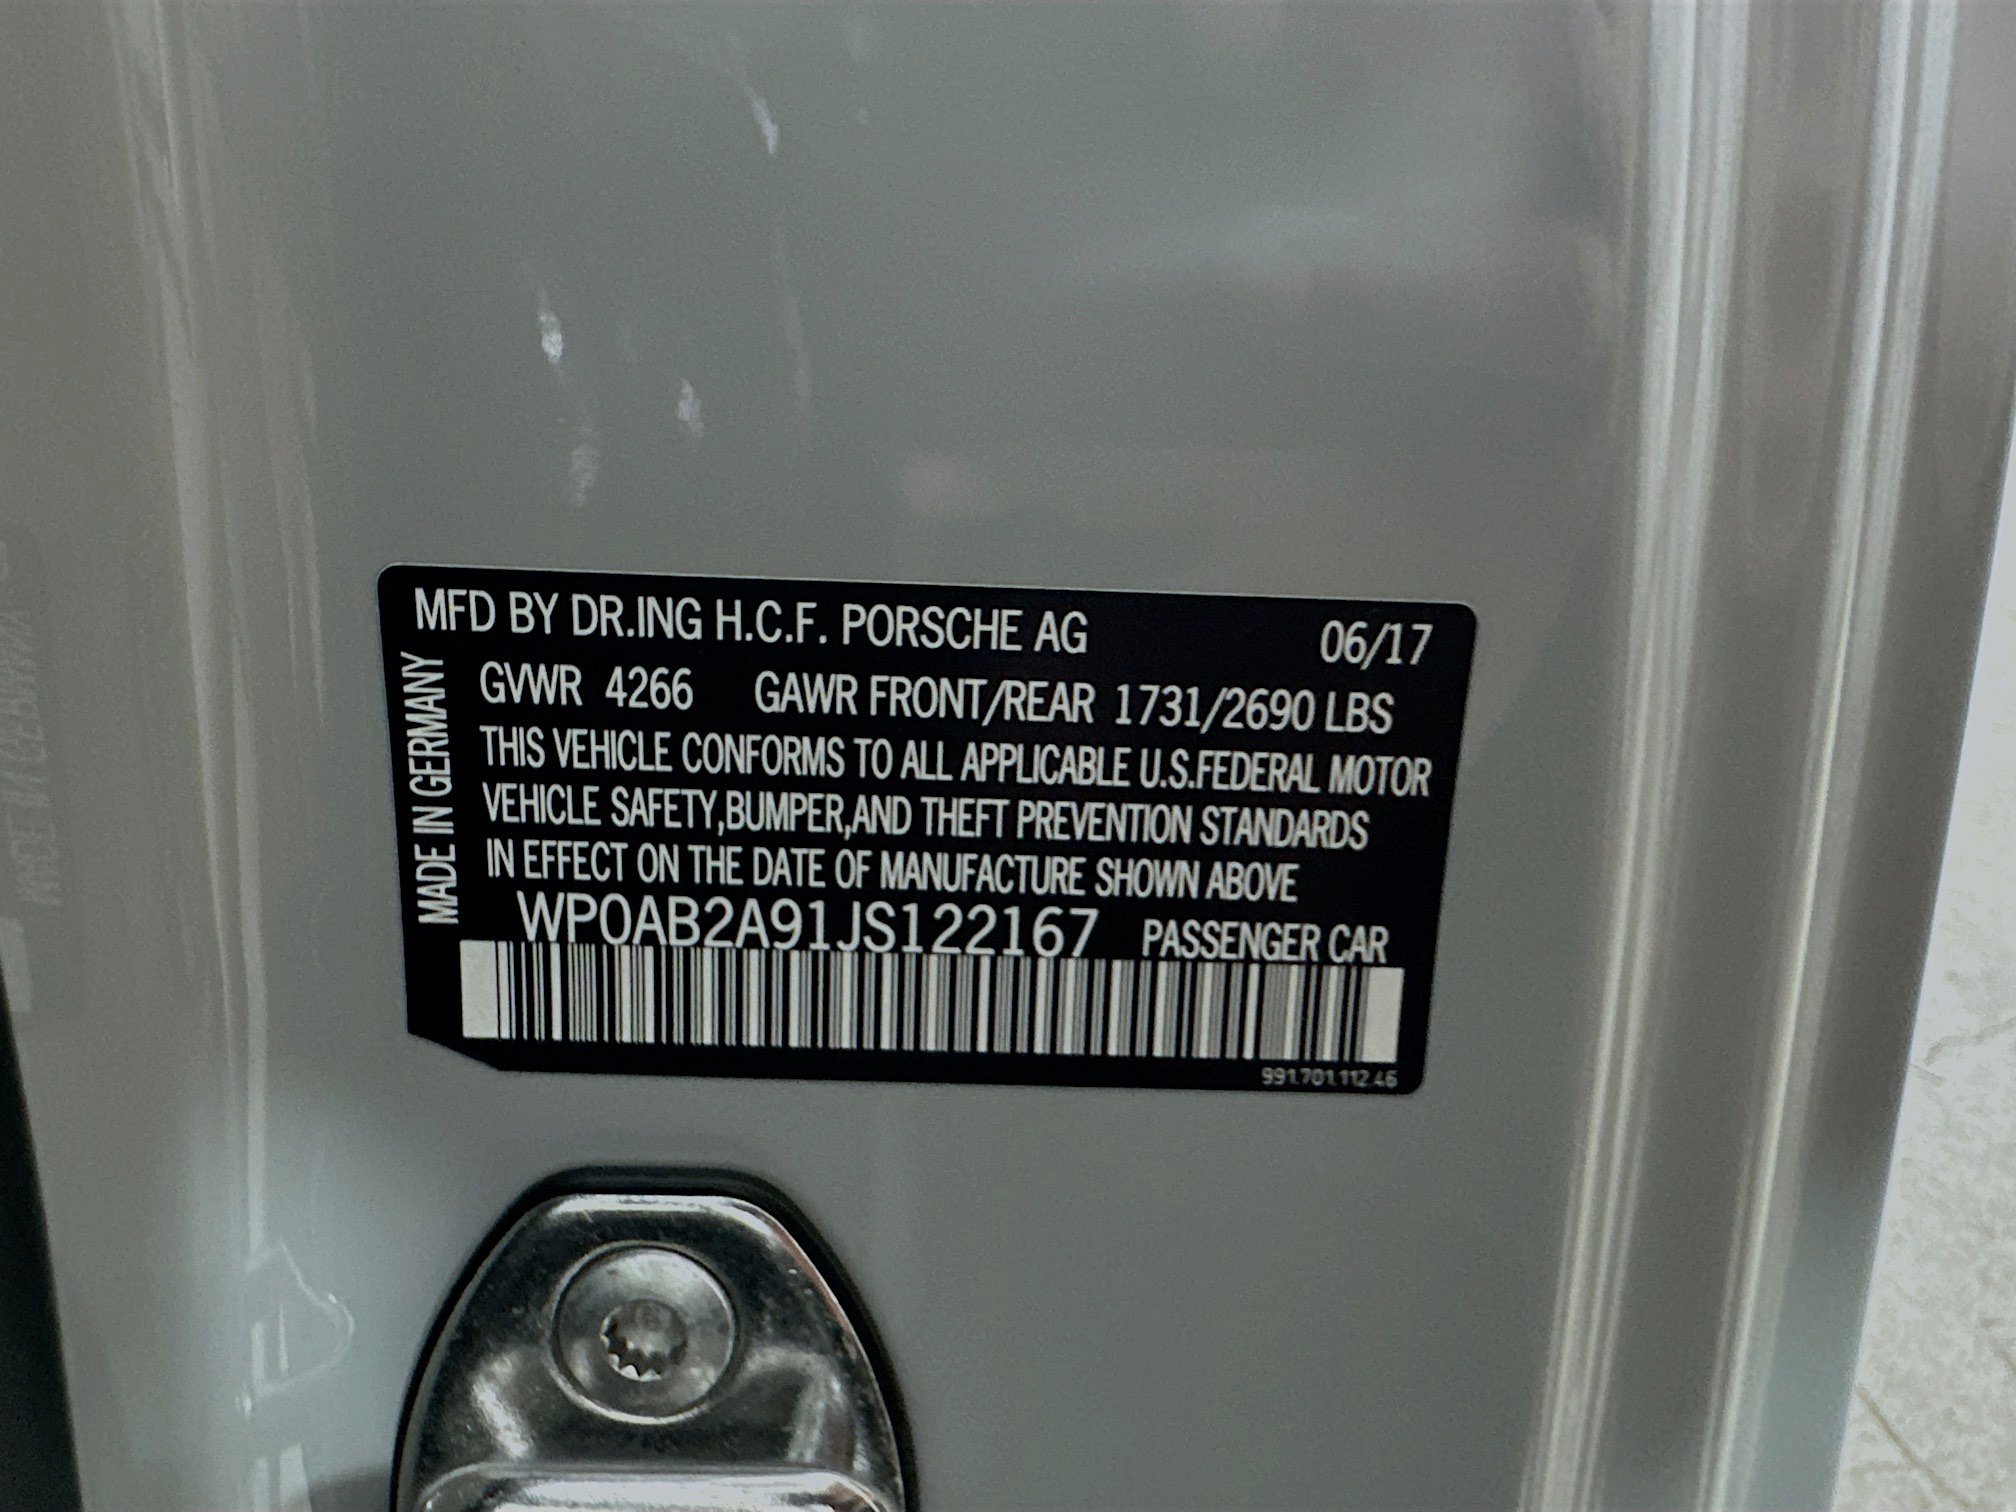 MFD BY DR.ING H.C.F. PORSCHE AG 06/17
GVWR 4266 GAWR FRONT/REAR 1731/2690 LBS
THIS VEHICLE CONFORMS TO ALL APPLICABLE U.S.FEDERAL MOTOR
VEHICLE SAFETY,BUMPER,AND THEFT PREVENTION STANDARDS
IN EFFECT ON THE DATE OF MANUFACTURE SHOWN ABOVE
WP0AB2A91JS122167 PASSENGER CAR
991.701.112.46
MADE IN GERMANY